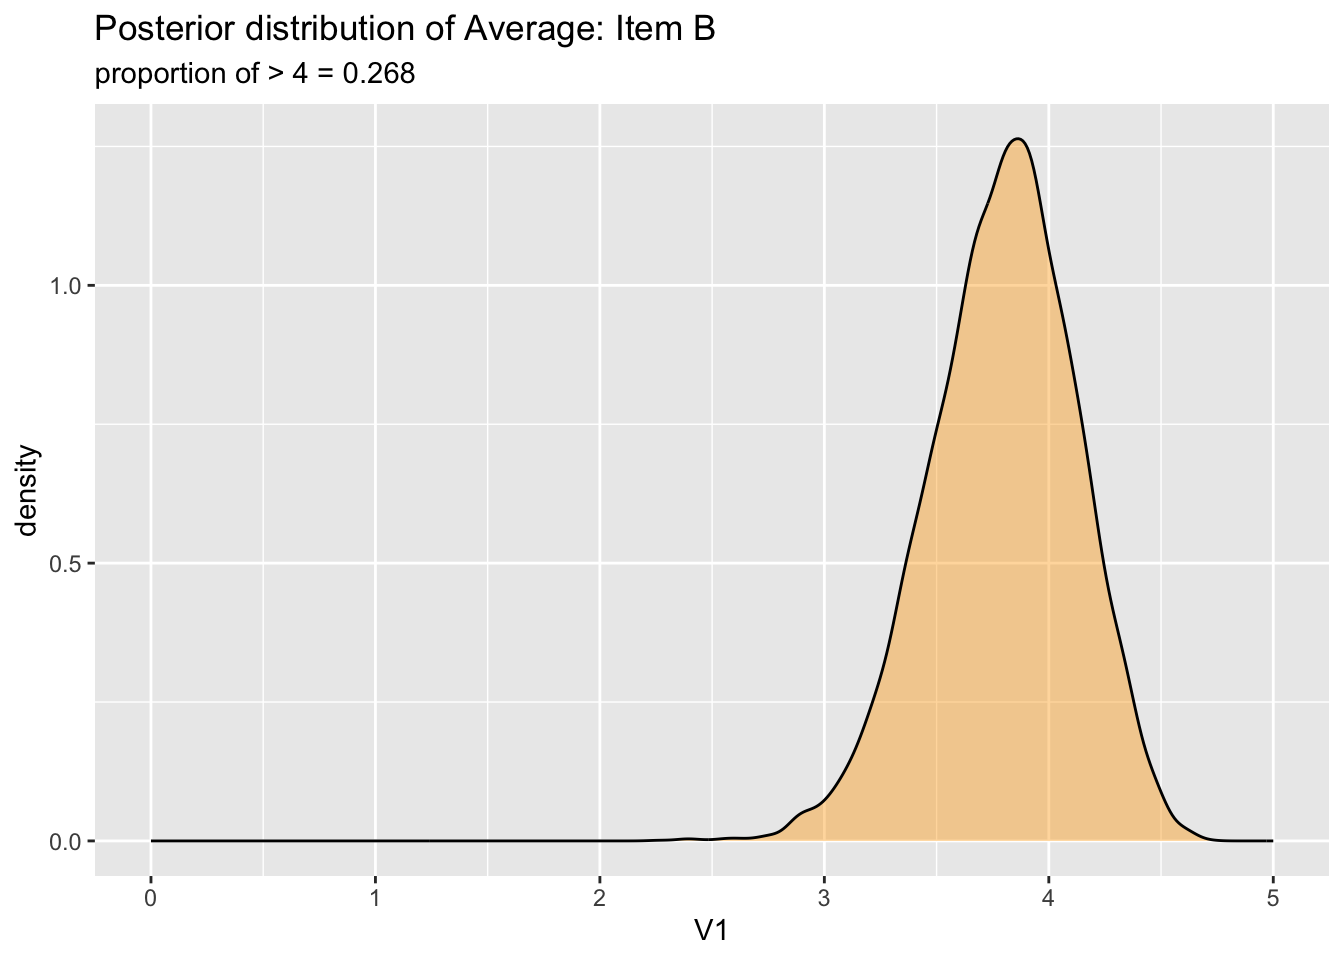 Posterior distribution of Average: Item B
proportion of > 4 = 0.268
density
1.0
0.5
0.0
0 1 2 3 4 5
V1